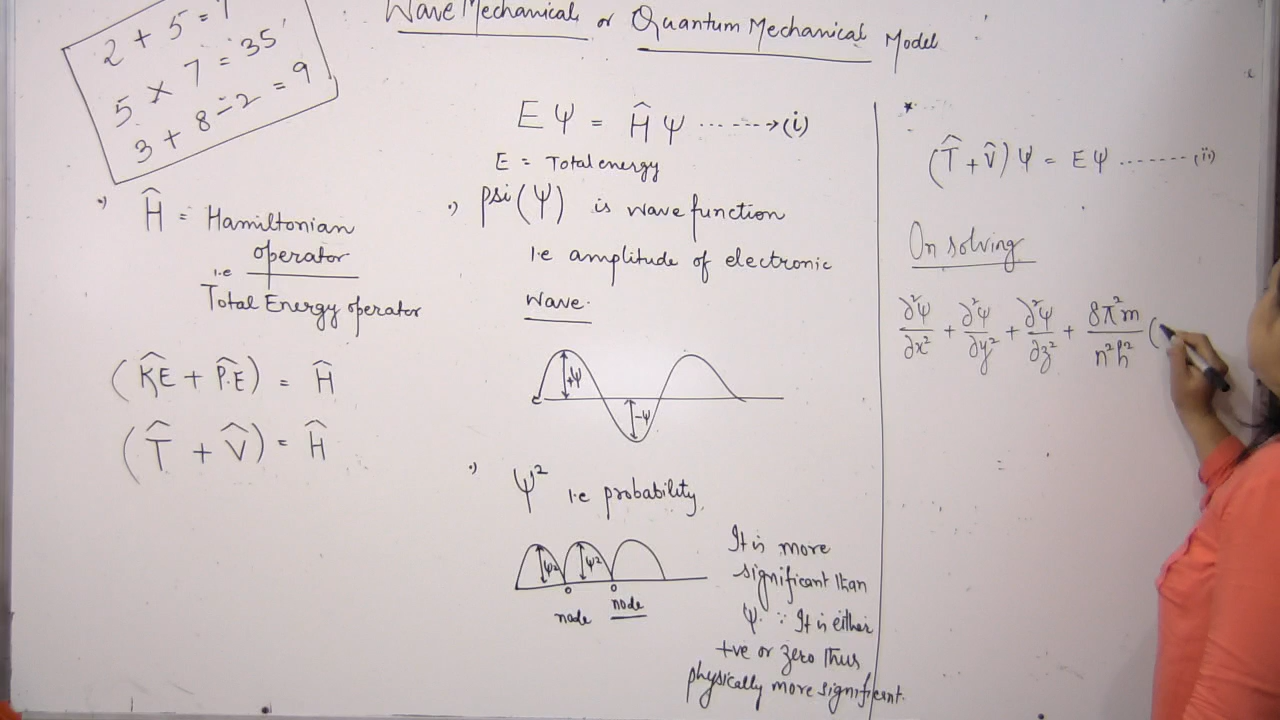 Wave Mechanical or Quantum Mechanical Model
2 + 5 = 7
5 × 7 = 35
3 + 8 ÷ 2 = 9
Ĥ = Hamiltonian
operator
i.e
Total Energy operator
(K̂E + P̂.E) = Ĥ
(T̂ + V̂) = Ĥ
E Ψ = Ĥ Ψ ........→(i)
E = Total energy
psi(Ψ) is wave function
i.e amplitude of electronic
wave.
+Ψ
-Ψ
Ψ² i.e probability.
Ψ² Ψ²
node node
It is more
significant than
Ψ. ∵ It is either
+ve or zero thus
physically more significant.
*
(T̂ + V̂) Ψ = E Ψ ........(ii)
On solving
∂²Ψ/∂x² + ∂²Ψ/∂y² + ∂²Ψ/∂z² + 8π²m/n²h² (